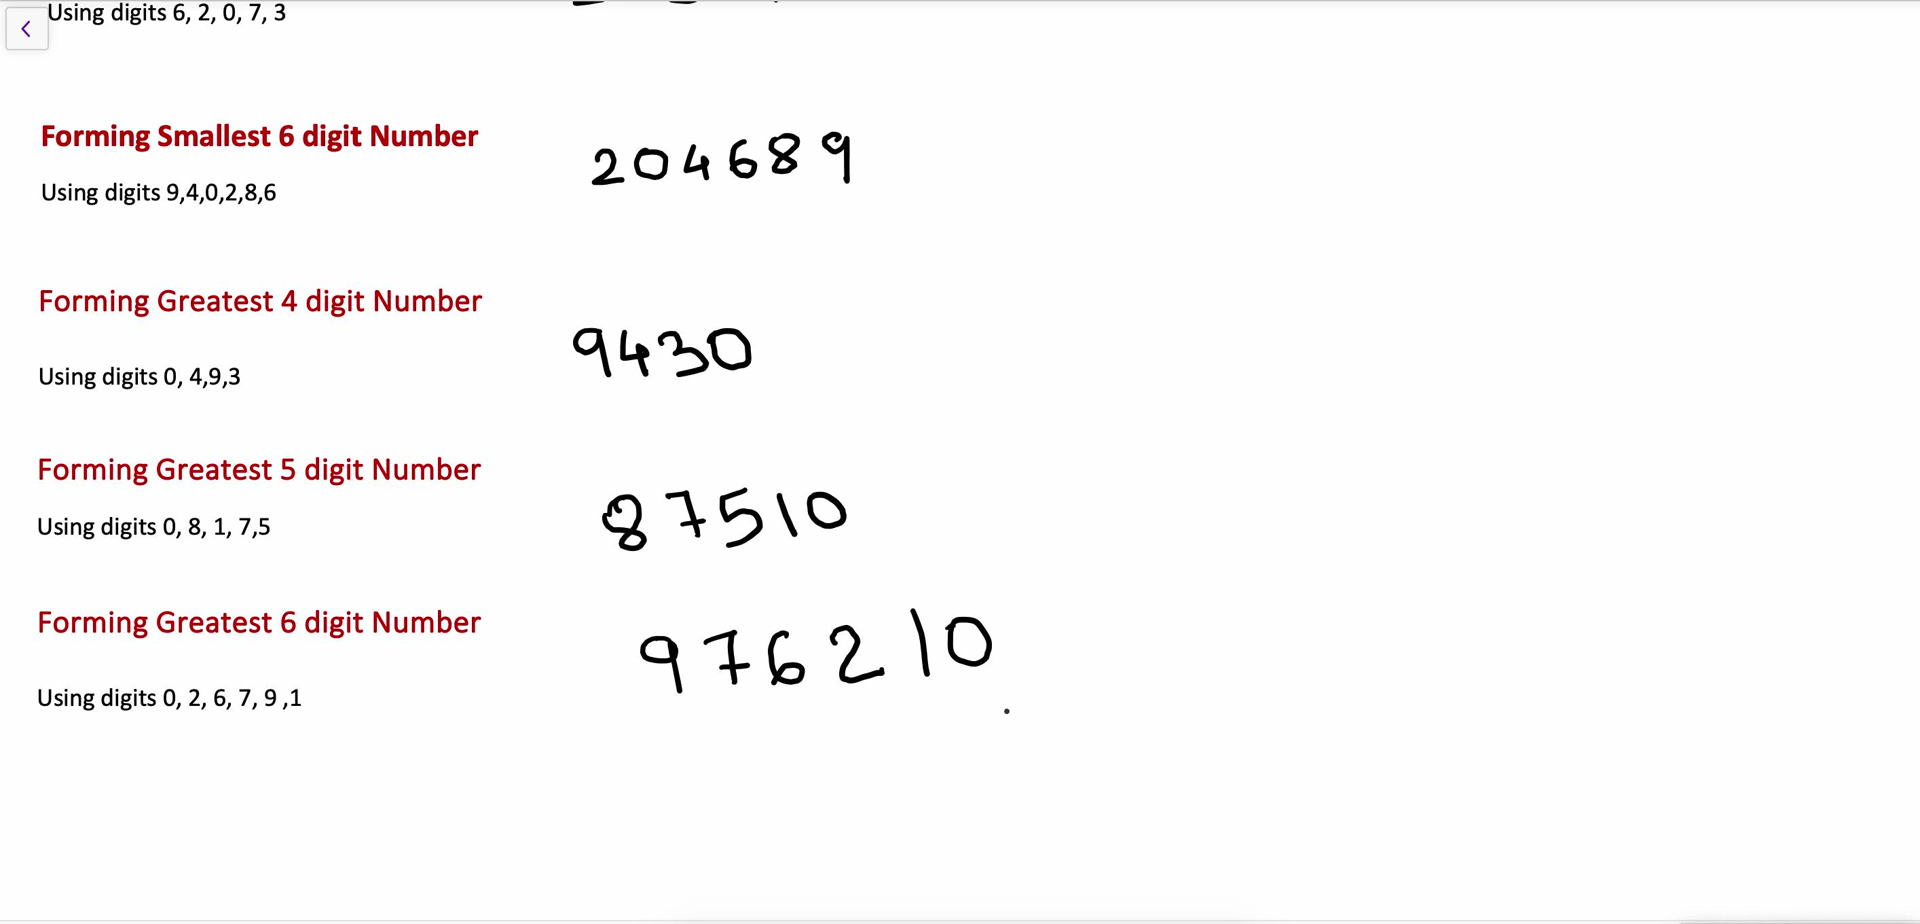 Using digits 6, 2, 0, 7, 3
Forming Smallest 6 digit Number
204689
Using digits 9,4,0,2,8,6
Forming Greatest 4 digit Number
9430
Using digits 0, 4,9,3
Forming Greatest 5 digit Number
87510
Using digits 0, 8, 1, 7,5
Forming Greatest 6 digit Number
976210
Using digits 0, 2, 6, 7, 9 ,1